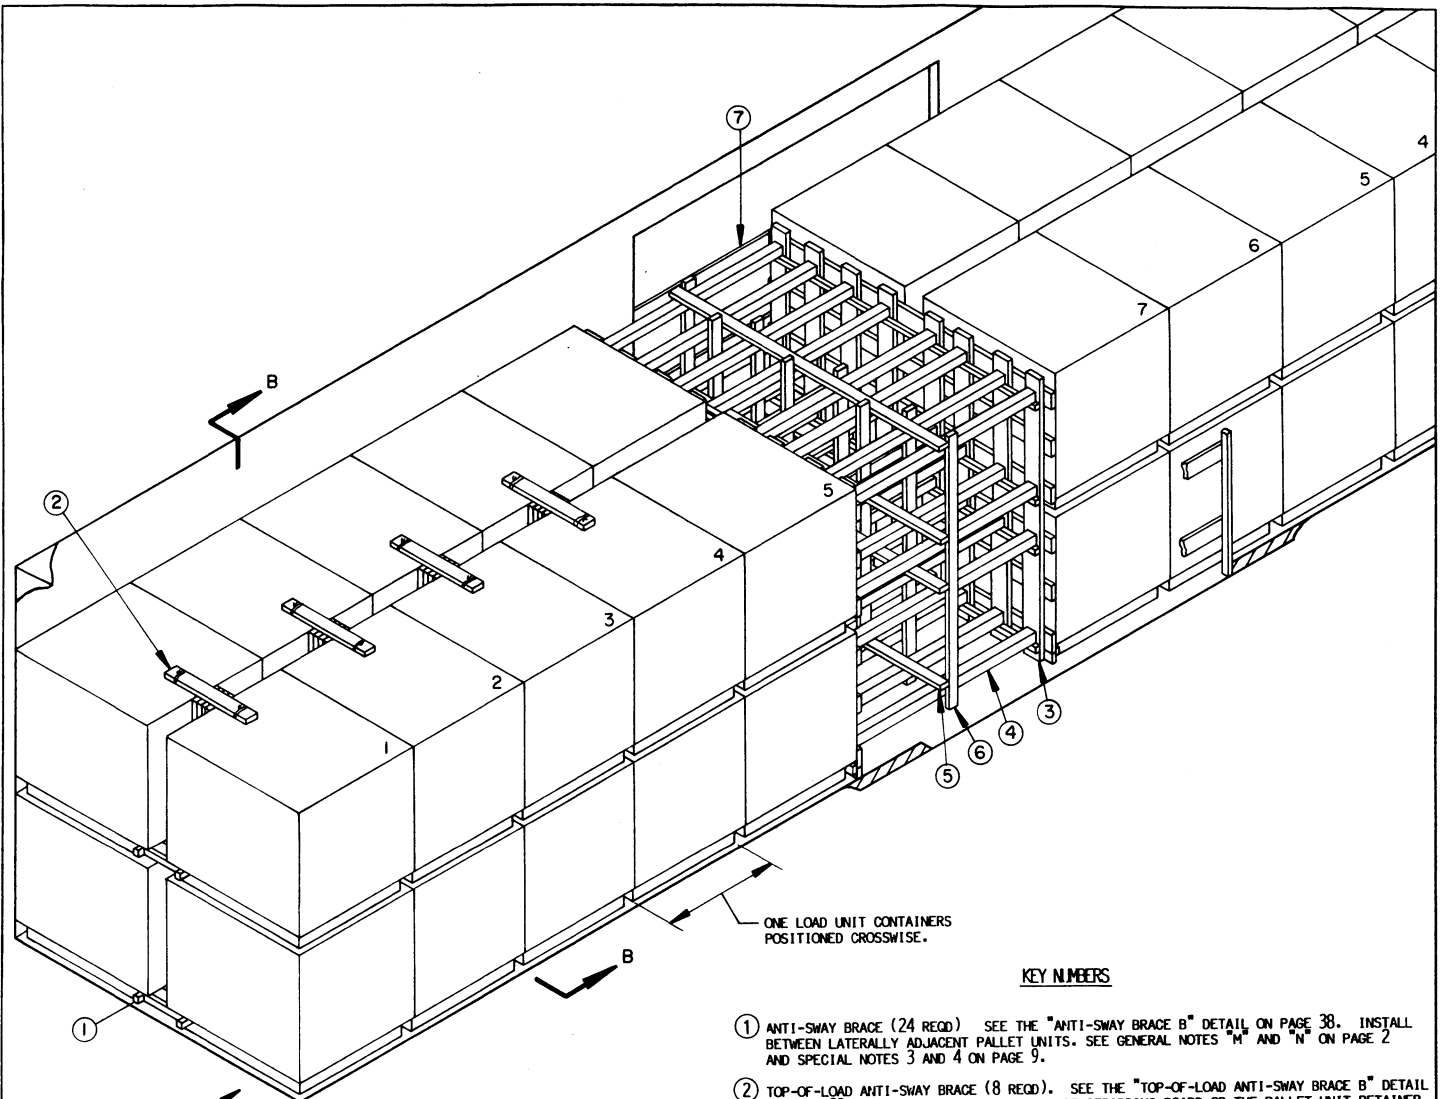 7
4
5
6
7
B
2
5
4
3
2
1
3
4
6
5
ONE LOAD UNIT CONTAINERS
POSITIONED CROSSWISE.
B
1
KEY NUMBERS
1 ANTI-SWAY BRACE (24 REQD) SEE THE "ANTI-SWAY BRACE B" DETAIL ON PAGE 38. INSTALL
BETWEEN LATERALLY ADJACENT PALLET UNITS. SEE GENERAL NOTES "M" AND "N" ON PAGE 2
AND SPECIAL NOTES 3 AND 4 ON PAGE 9.
2 TOP-OF-LOAD ANTI-SWAY BRACE (8 REQD). SEE THE "TOP-OF-LOAD ANTI-SWAY BRACE B" DETAIL